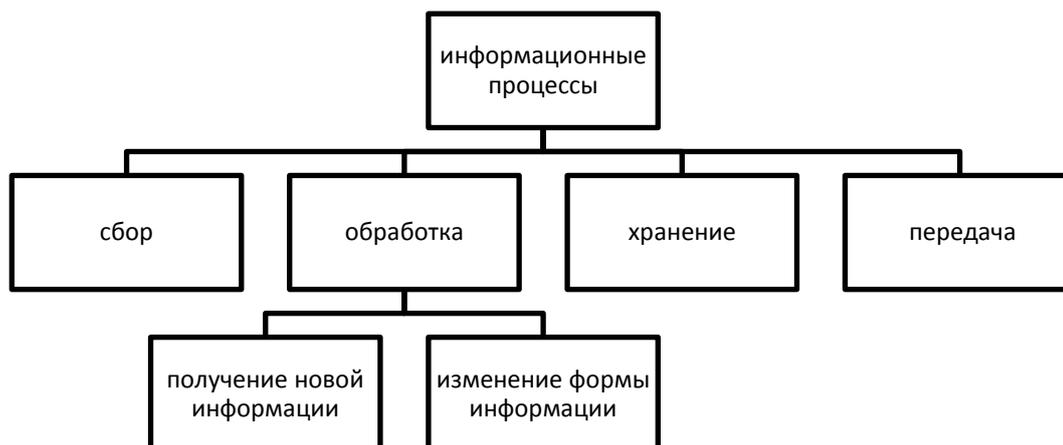 информационные
процессы
сбор
обработка
хранение
передача
получение новой
информации
изменение формы
информации